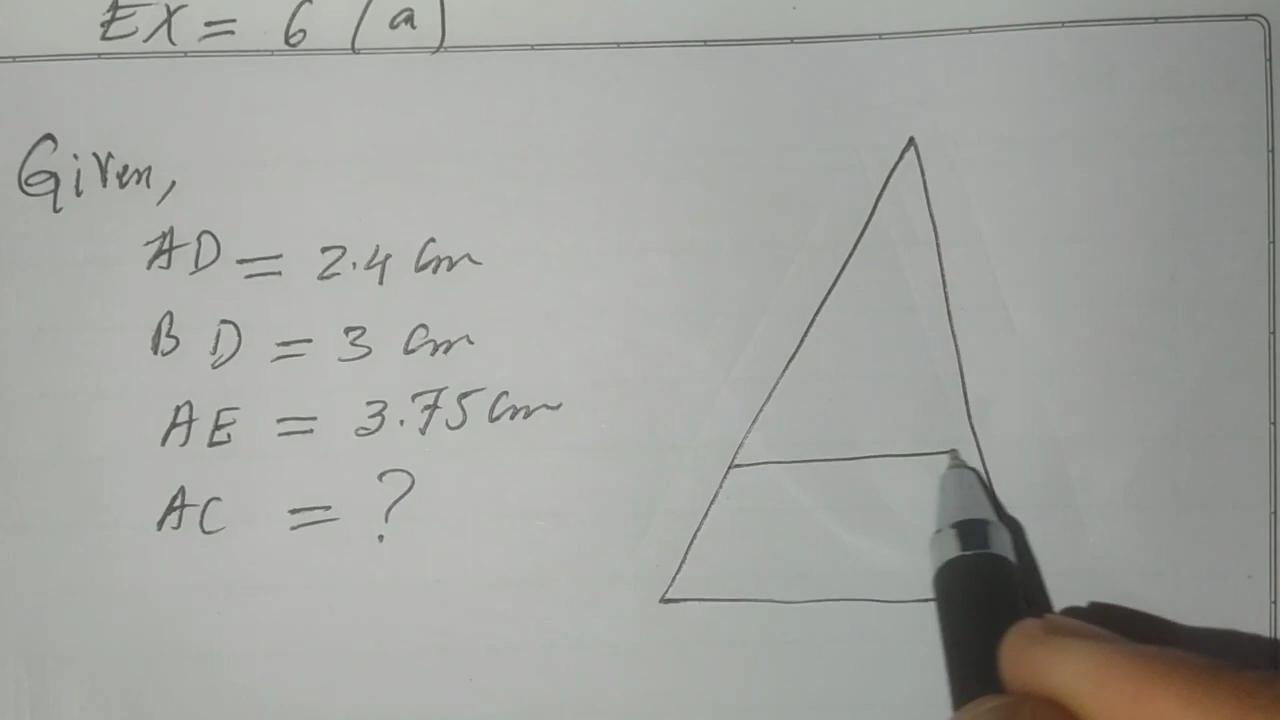 EX = 6 (a)
Given,
AD = 2.4 cm
BD = 3 cm
AE = 3.75 cm
AC = ?